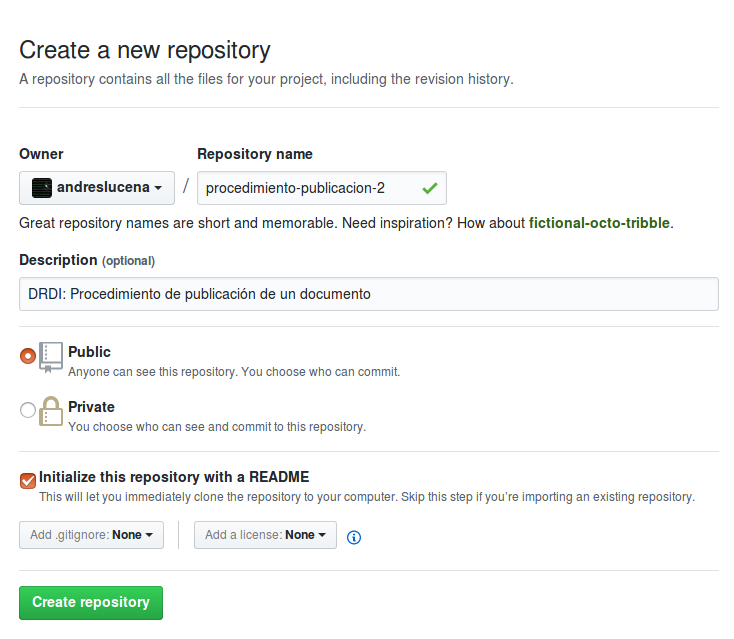 Create a new repository
A repository contains all the files for your project, including the revision history.
Owner Repository name
andreslucena / procedimiento-publicacion-2
Great repository names are short and memorable. Need inspiration? How about fictional-octo-tribble.
Description (optional)
DRDI: Procedimiento de publicación de un documento
Public
Anyone can see this repository. You choose who can commit.
Private
You choose who can see and commit to this repository.
Initialize this repository with a README
This will let you immediately clone the repository to your computer. Skip this step if you’re importing an existing repository.
Add .gitignore: None Add a license: None
Create repository